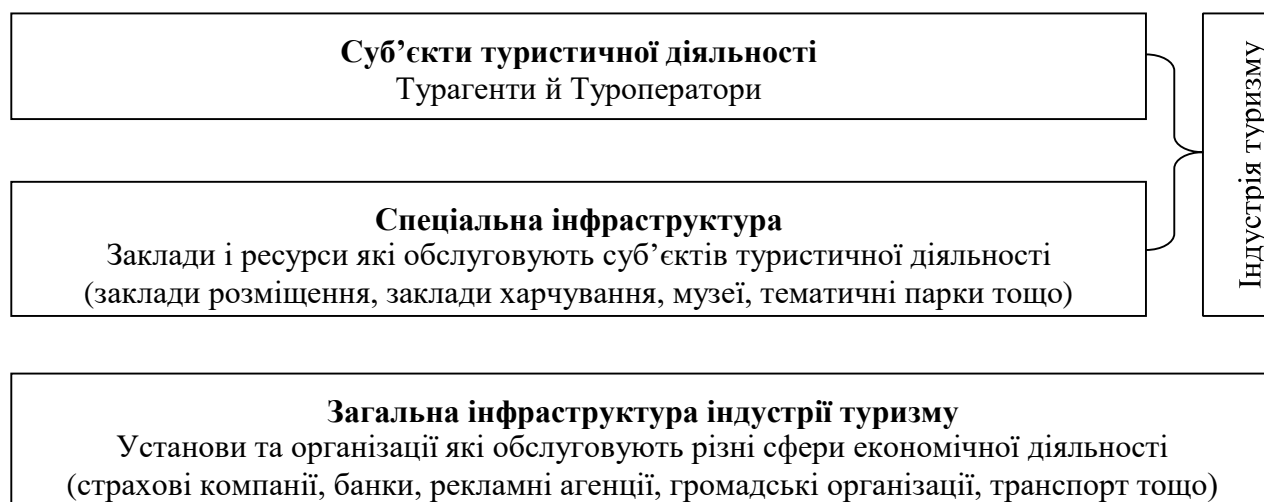 Суб’єкти туристичної діяльності
Турагенти й Туроператори
Індустрія туризму
Спеціальна інфраструктура
Заклади і ресурси які обслуговують суб’єктів туристичної діяльності
(заклади розміщення, заклади харчування, музеї, тематичні парки тощо)
Загальна інфраструктура індустрії туризму
Установи та організації які обслуговують різні сфери економічної діяльності
(страхові компанії, банки, рекламні агенції, громадські організації, транспорт тощо)